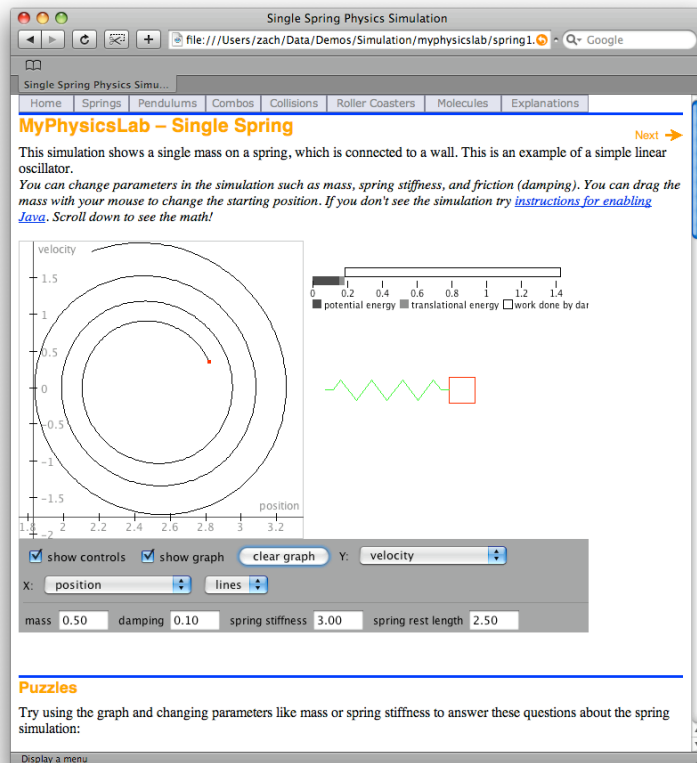 Single Spring Physics Simulation
file:///Users/zach/Data/Demos/Simulation/myphysicslab/spring1.
Google
Single Spring Physics Simu...
Home Springs Pendulums Combos Collisions Roller Coasters Molecules Explanations
MyPhysicsLab – Single Spring
Next
This simulation shows a single mass on a spring, which is connected to a wall. This is an example of a simple linear
oscillator.
You can change parameters in the simulation such as mass, spring stiffness, and friction (damping). You can drag the
mass with your mouse to change the starting position. If you don't see the simulation try instructions for enabling
Java. Scroll down to see the math!
velocity
1.5
1
0.5
0
-0.5
-1
-1.5
-2
position
1.8 2 2.2 2.4 2.6 2.8 3 3.2
0 0.2 0.4 0.6 0.8 1 1.2 1.4
potential energy translational energy work done by dar
show controls show graph clear graph Y: velocity
X: position lines
mass 0.50 damping 0.10 spring stiffness 3.00 spring rest length 2.50
Puzzles
Try using the graph and changing parameters like mass or spring stiffness to answer these questions about the spring
simulation:
Display a menu